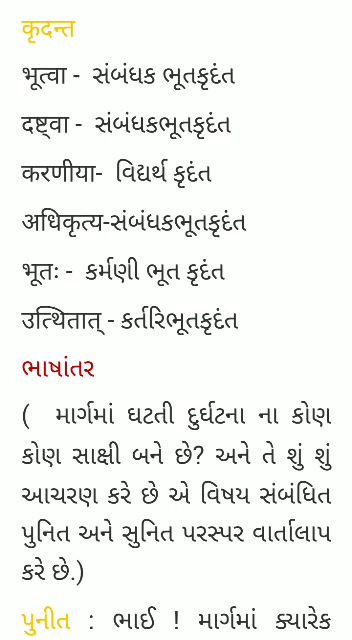 कृदन्त
भूत्वा - સંબંધક ભૂતકૃદંત
दष्ट्वा - સંબંધકભૂતકૃદંત
करणीया- વિદ્યર્થ કૃદંત
अधिकृत्य-સંબંધકભૂતકૃદંત
भूतः - કર્મણી ભૂત કૃદંત
उत्थितात् - કર્તરિભૂતકૃદંત
ભાષાંતર
( માર્ગમાં ઘટતી દુર્ઘટના ના કોણ
કોણ સાક્ષી બને છે? અને તે શું શું
આચરણ કરે છે એ વિષય સંબંધિત
પુનિત અને સુનિત પરસ્પર વાર્તાલાપ
કરે છે.)
પુનીત : ભાઈ ! માર્ગમાં ક્યારેક